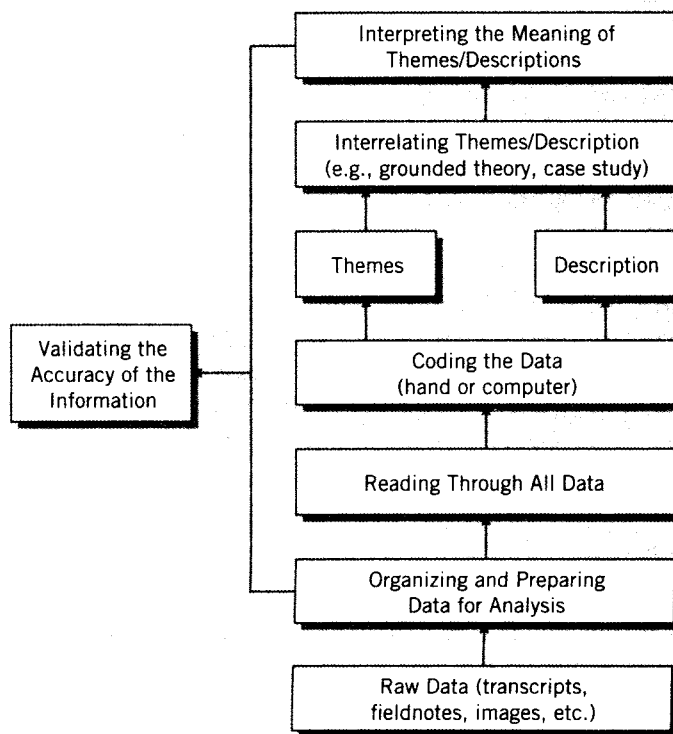 Interpreting the Meaning of
Themes/Descriptions
Interrelating Themes/Description
(e.g., grounded theory, case study)
Themes
Description
Validating the
Accuracy of the
Information
Coding the Data
(hand or computer)
Reading Through All Data
Organizing and Preparing
Data for Analysis
Raw Data (transcripts,
fieldnotes, images, etc.)